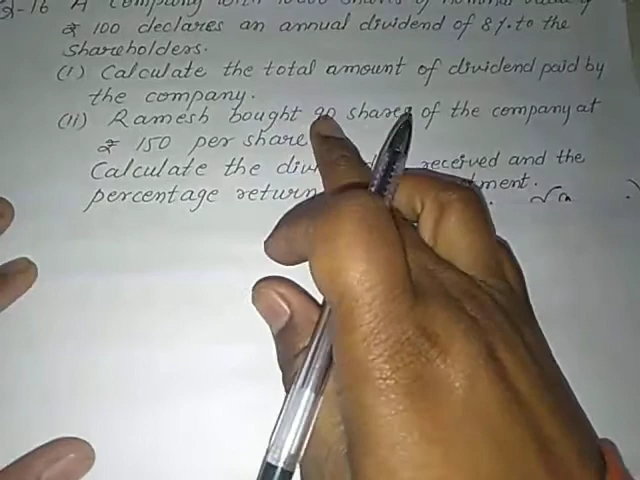 Q-16 A Company with 10000 shares of nominal value of
₹ 100 declares an annual dividend of 8% to the
Shareholders.
(i) Calculate the total amount of dividend paid by
the company.
(ii) Ramesh bought 90 shares of the company at
₹ 150 per share
Calculate the received and the
percentage return